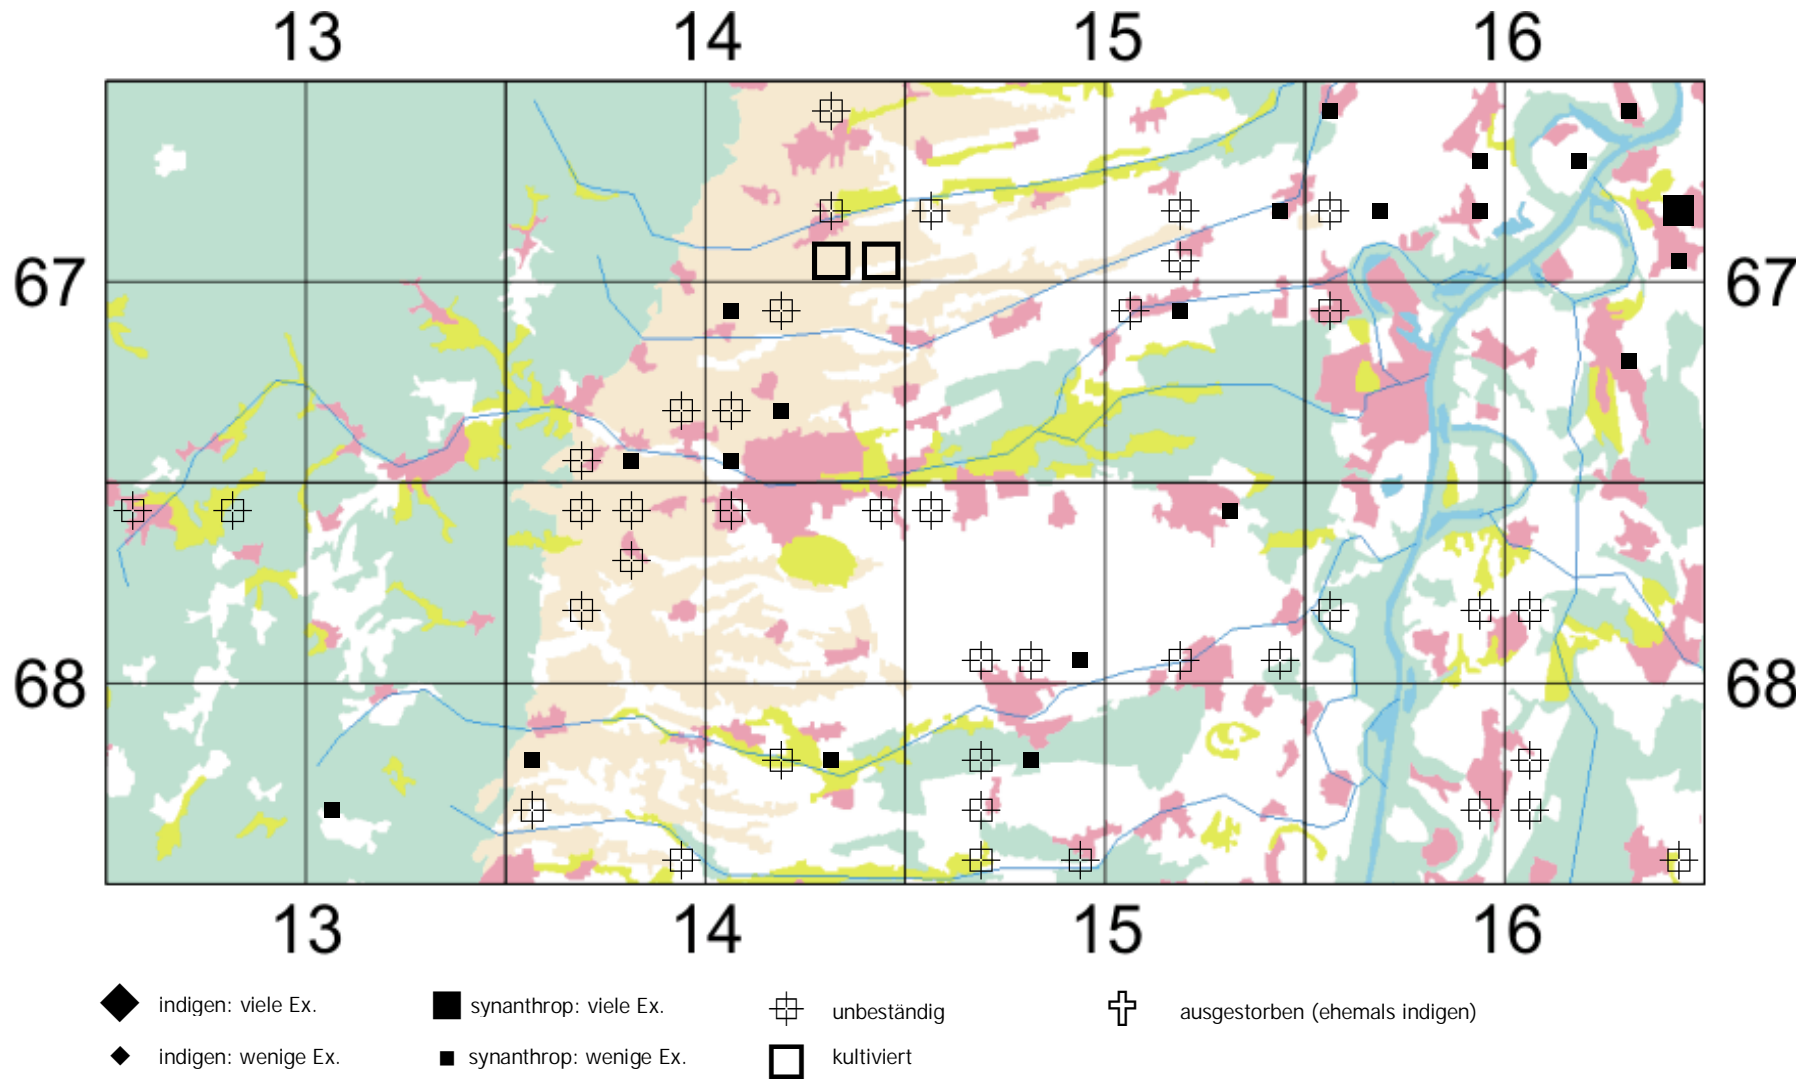 13 14 15 16
67 67
68 68
13 14 15 16
indigen: viele Ex. synanthrop: viele Ex. unbeständig ausgestorben (ehemals indigen)
indigen: wenige Ex. synanthrop: wenige Ex. kultiviert